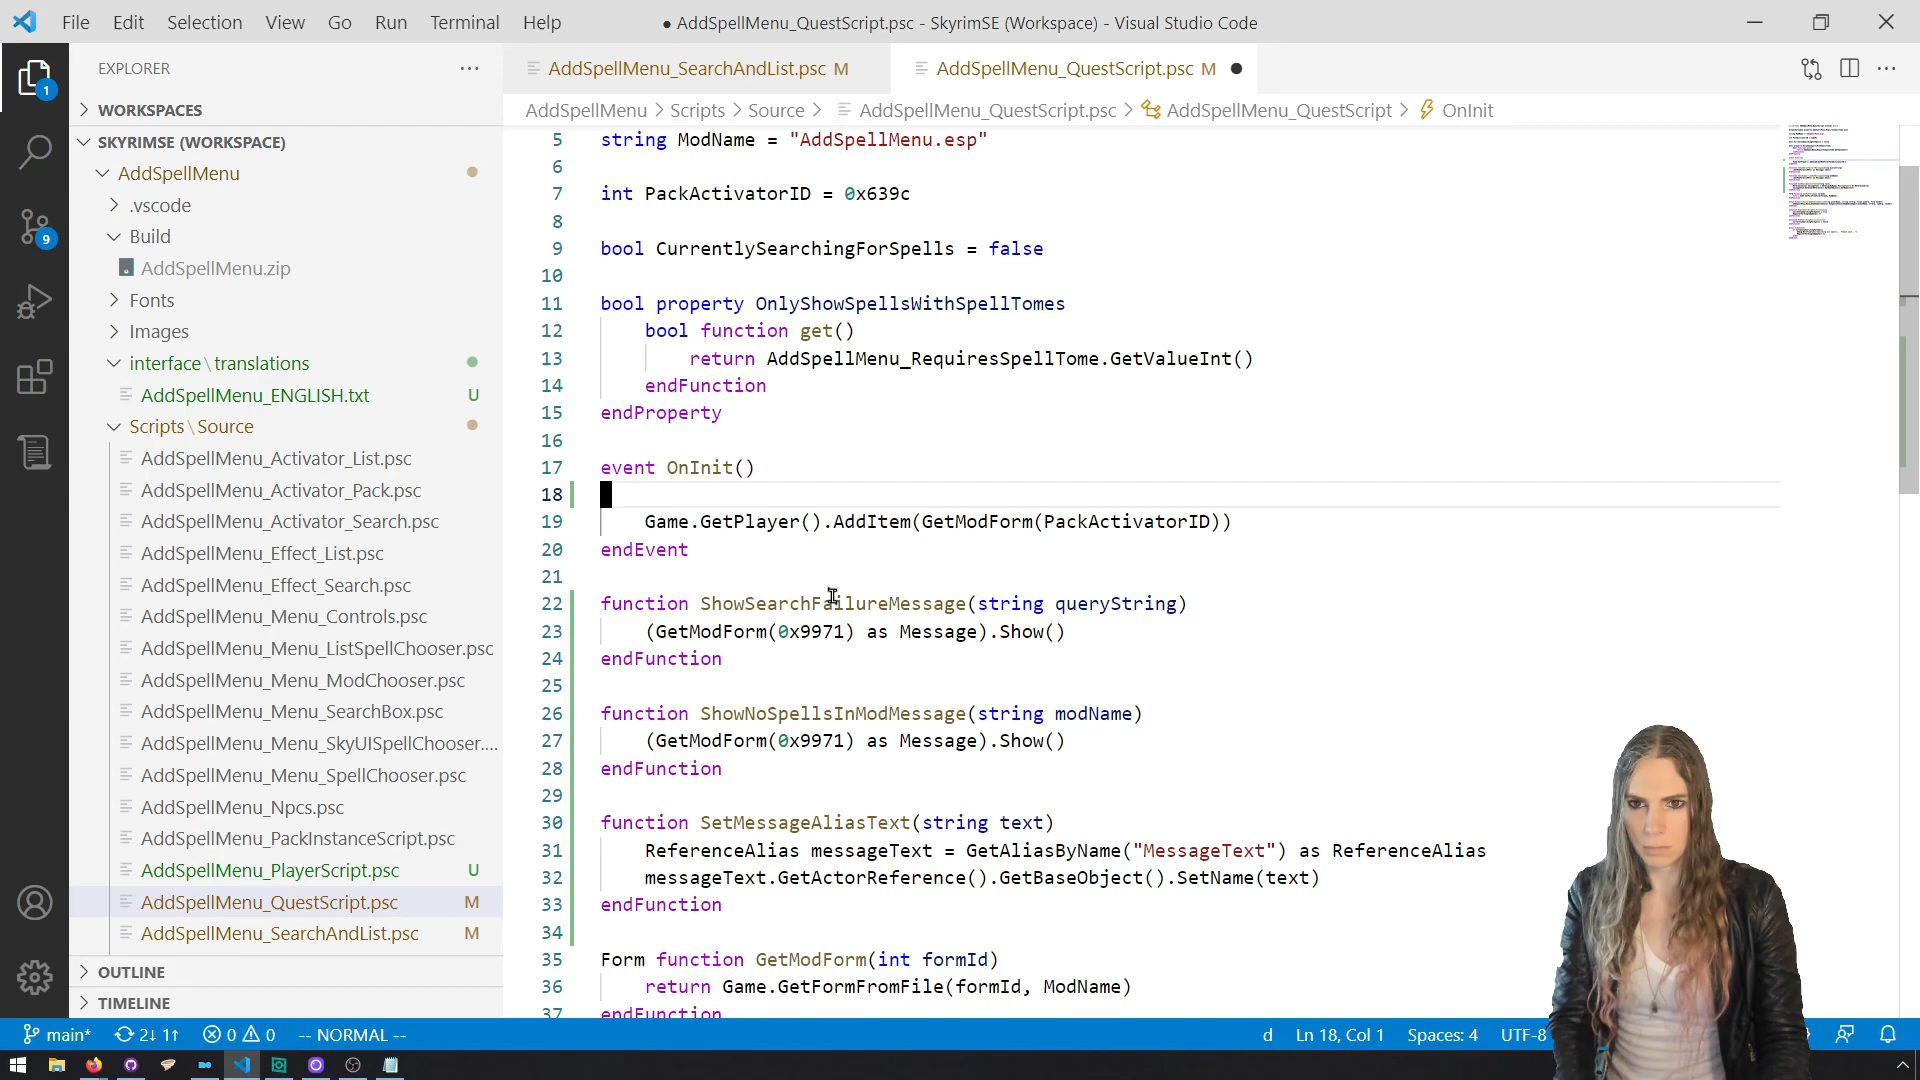 File Edit Selection View Go Run Terminal Help
● AddSpellMenu_QuestScript.psc - SkyrimSE (Workspace) - Visual Studio Code
EXPLORER
AddSpellMenu_SearchAndList.psc M
AddSpellMenu_QuestScript.psc M ●
AddSpellMenu > Scripts > Source > AddSpellMenu_QuestScript.psc > AddSpellMenu_QuestScript > OnInit
1
9
WORKSPACES
SKYRIMSE (WORKSPACE)
AddSpellMenu
.vscode
Build
AddSpellMenu.zip
Fonts
Images
interface\translations
AddSpellMenu_ENGLISH.txt U
Scripts\Source
AddSpellMenu_Activator_List.psc
AddSpellMenu_Activator_Pack.psc
AddSpellMenu_Activator_Search.psc
AddSpellMenu_Effect_List.psc
AddSpellMenu_Effect_Search.psc
AddSpellMenu_Menu_Controls.psc
AddSpellMenu_Menu_ListSpellChooser.psc
AddSpellMenu_Menu_ModChooser.psc
AddSpellMenu_Menu_SearchBox.psc
AddSpellMenu_Menu_SkyUISpellChooser....
AddSpellMenu_Menu_SpellChooser.psc
AddSpellMenu_Npcs.psc
AddSpellMenu_PackInstanceScript.psc
AddSpellMenu_PlayerScript.psc U
AddSpellMenu_QuestScript.psc M
AddSpellMenu_SearchAndList.psc M
OUTLINE
TIMELINE
5 string ModName = "AddSpellMenu.esp"
6
7 int PackActivatorID = 0x639c
8
9 bool CurrentlySearchingForSpells = false
10
11 bool property OnlyShowSpellsWithSpellTomes
12 bool function get()
13 return AddSpellMenu_RequiresSpellTome.GetValueInt()
14 endFunction
15 endProperty
16
17 event OnInit()
18
19 Game.GetPlayer().AddItem(GetModForm(PackActivatorID))
20 endEvent
21
22 function ShowSearchFailureMessage(string queryString)
23 (GetModForm(0x9971) as Message).Show()
24 endFunction
25
26 function ShowNoSpellsInModMessage(string modName)
27 (GetModForm(0x9971) as Message).Show()
28 endFunction
29
30 function SetMessageAliasText(string text)
31 ReferenceAlias messageText = GetAliasByName("MessageText") as ReferenceAlias
32 messageText.GetActorReference().GetBaseObject().SetName(text)
33 endFunction
34
35 Form function GetModForm(int formId)
36 return Game.GetFormFromFile(formId, ModName)
37 endFunction
main* 2↓ 1↑ 0 0 -- NORMAL -- d Ln 18, Col 1 Spaces: 4 UTF-8